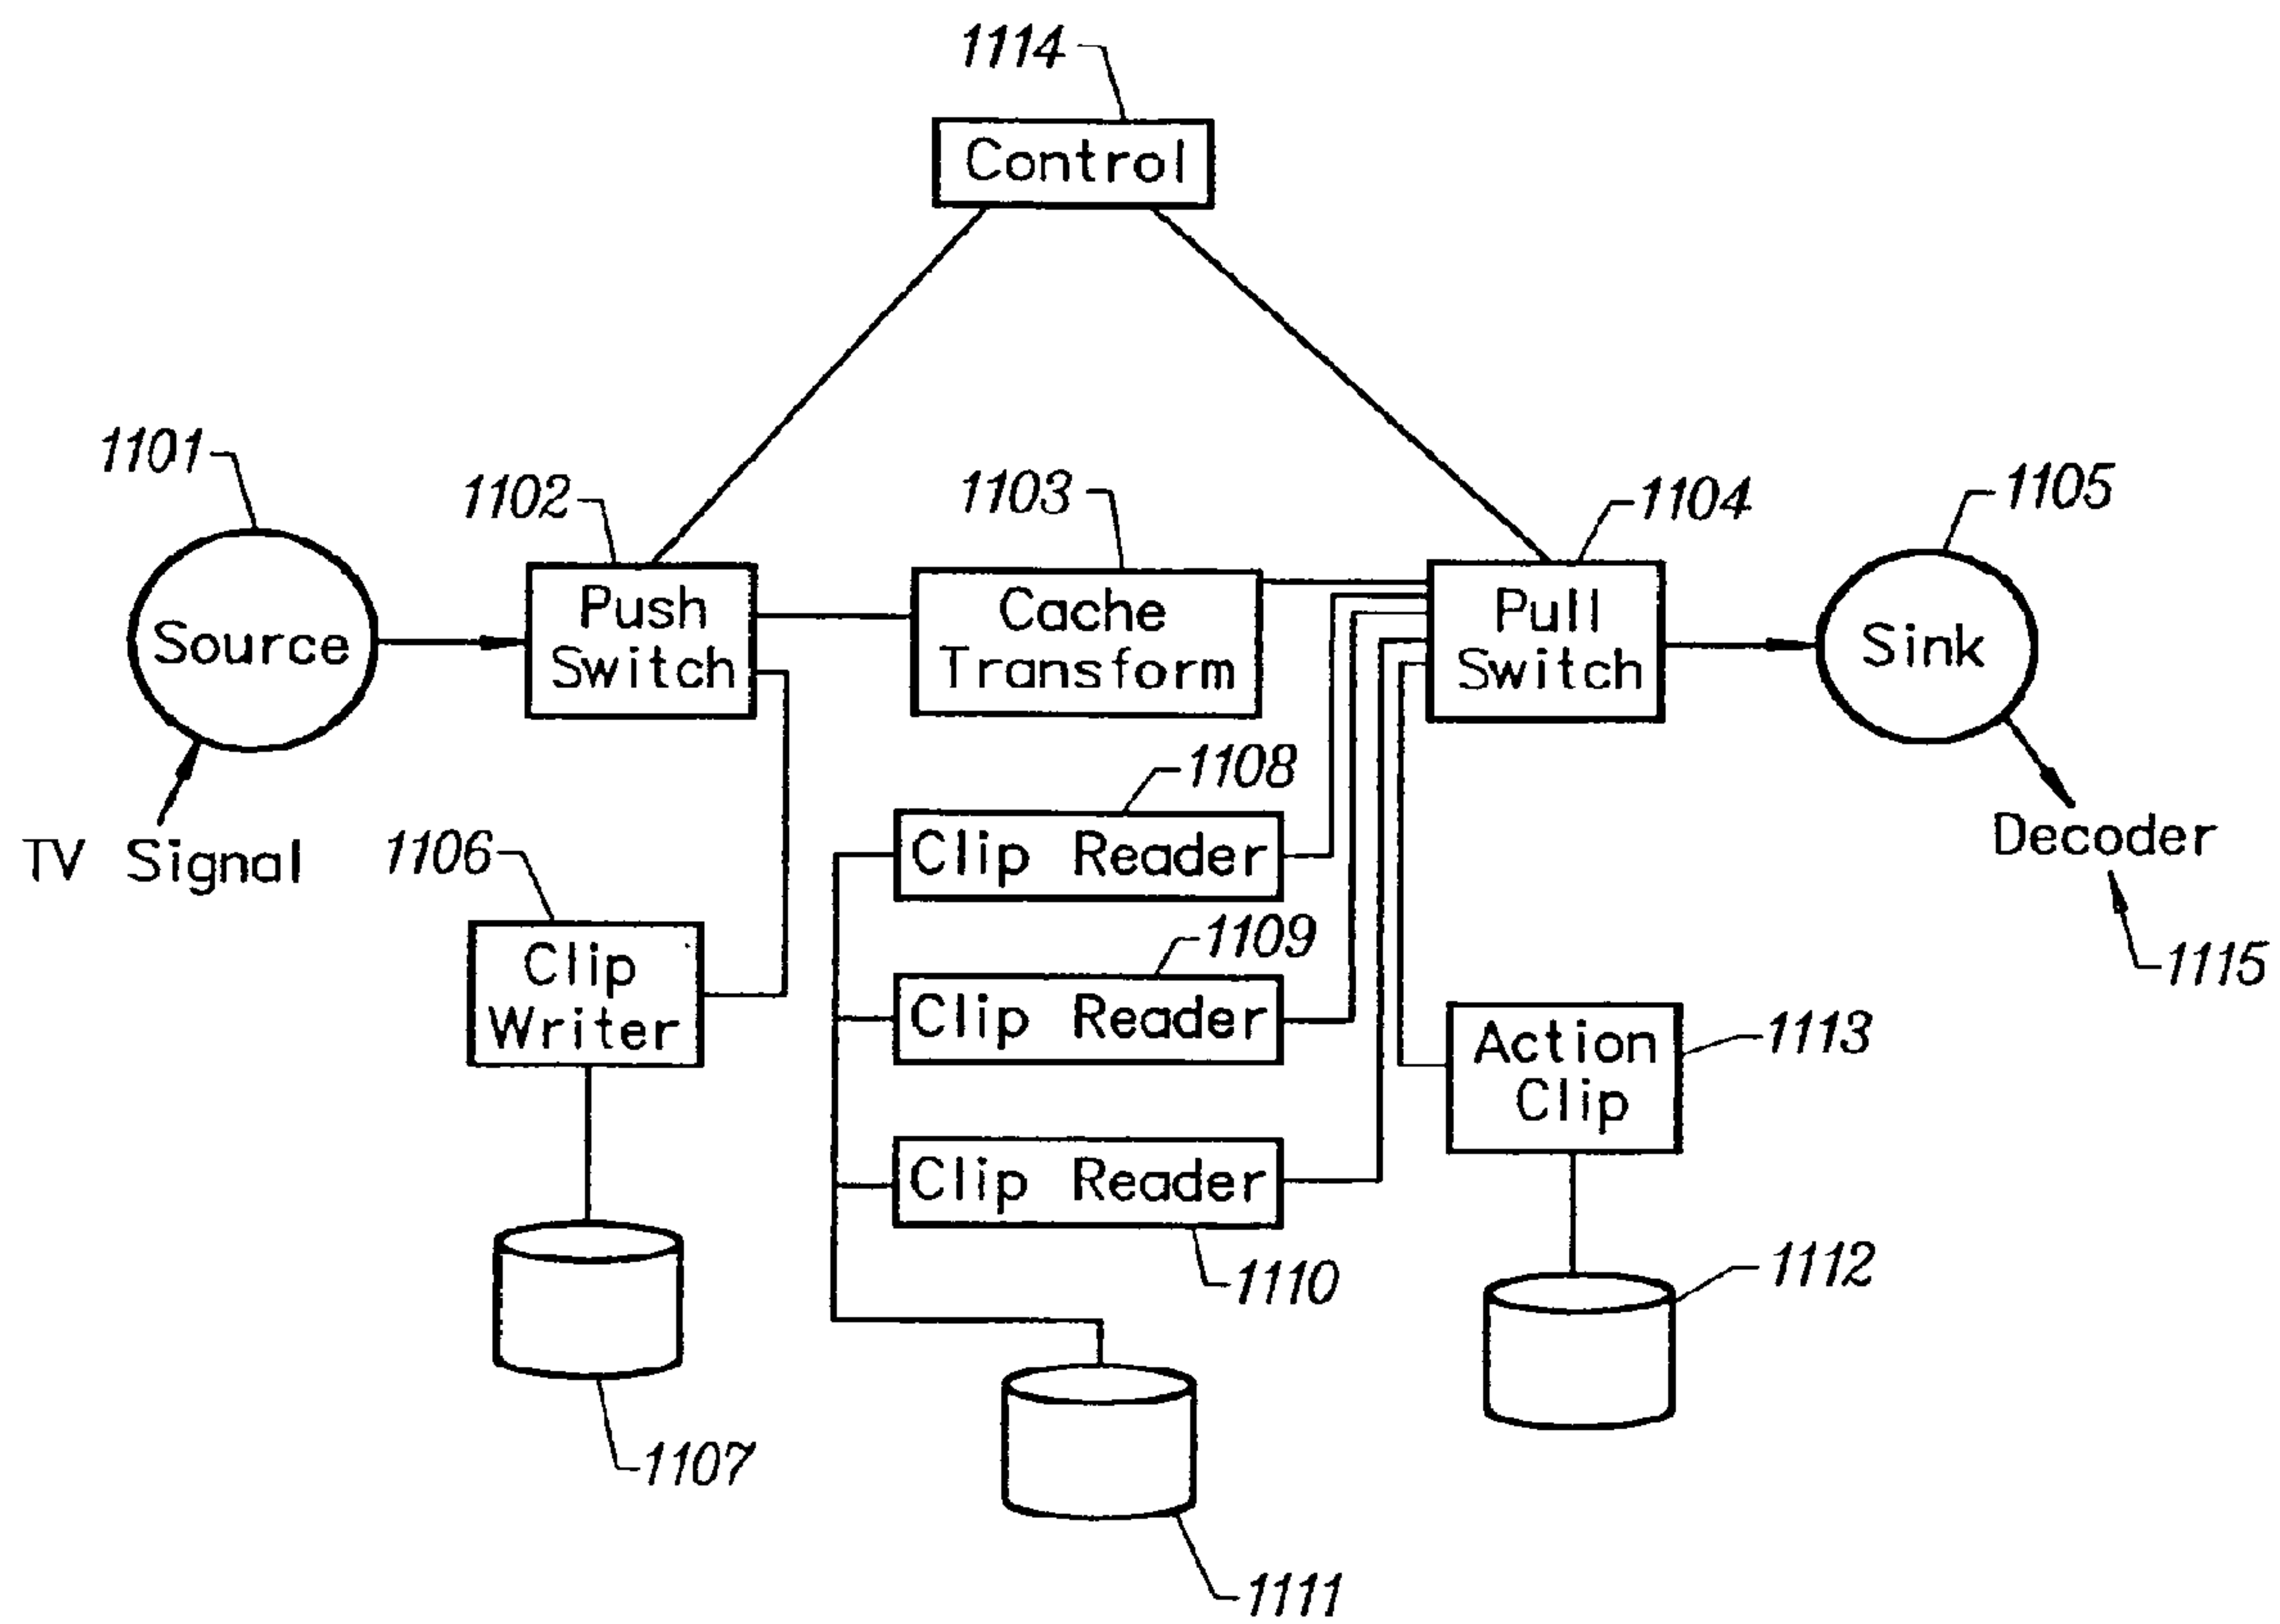 1114
Control
1101
1102
1103
1104
1105
Source
Push
Switch
Cache
Transform
Pull
Switch
Sink
TV Signal
1108
Clip Reader
Decoder
1115
1106
Clip
Writer
1109
Clip Reader
Action
Clip
1113
Clip Reader
1110
1112
1107
1111